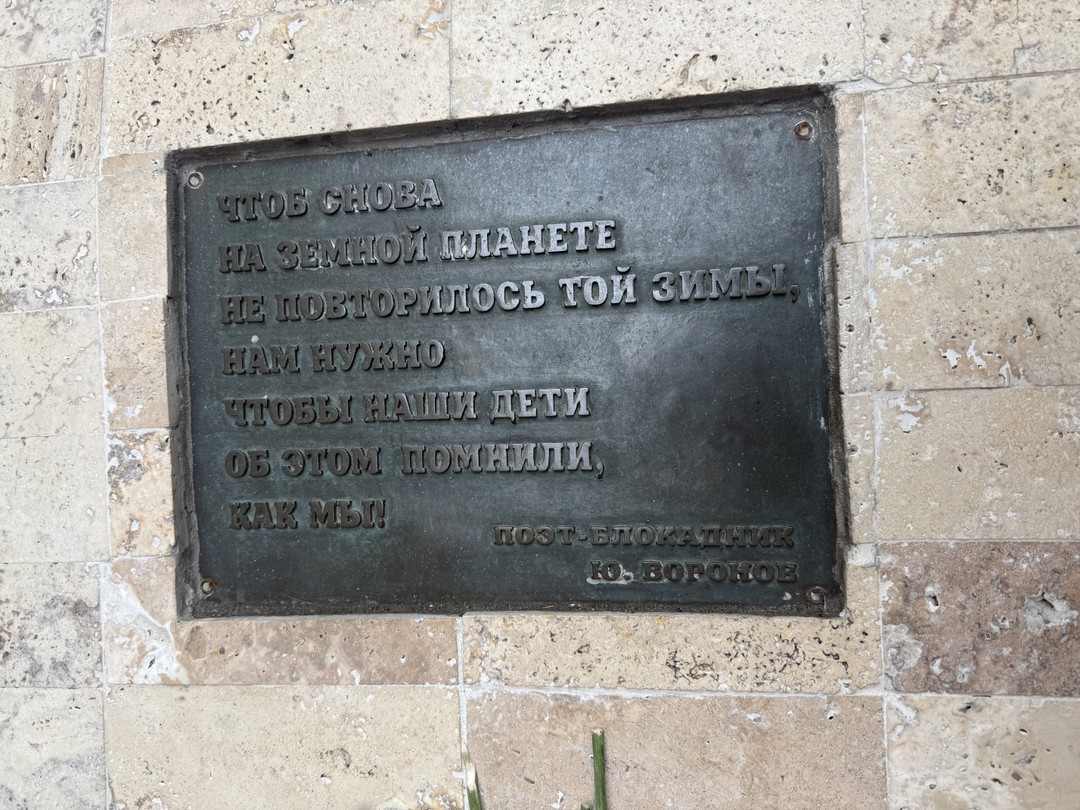 ЧТОБ СНОВА
НА ЗЕМНОЙ ПЛАНЕТЕ
НЕ ПОВТОРИЛОСЬ ТОЙ ЗИМЫ,
НАМ НУЖНО
ЧТОБЫ НАШИ ДЕТИ
ОБ ЭТОМ ПОМНИЛИ,
КАК МЫ!
ПОЭТ-БЛОКАДНИК
Ю. ВОРОНОВ